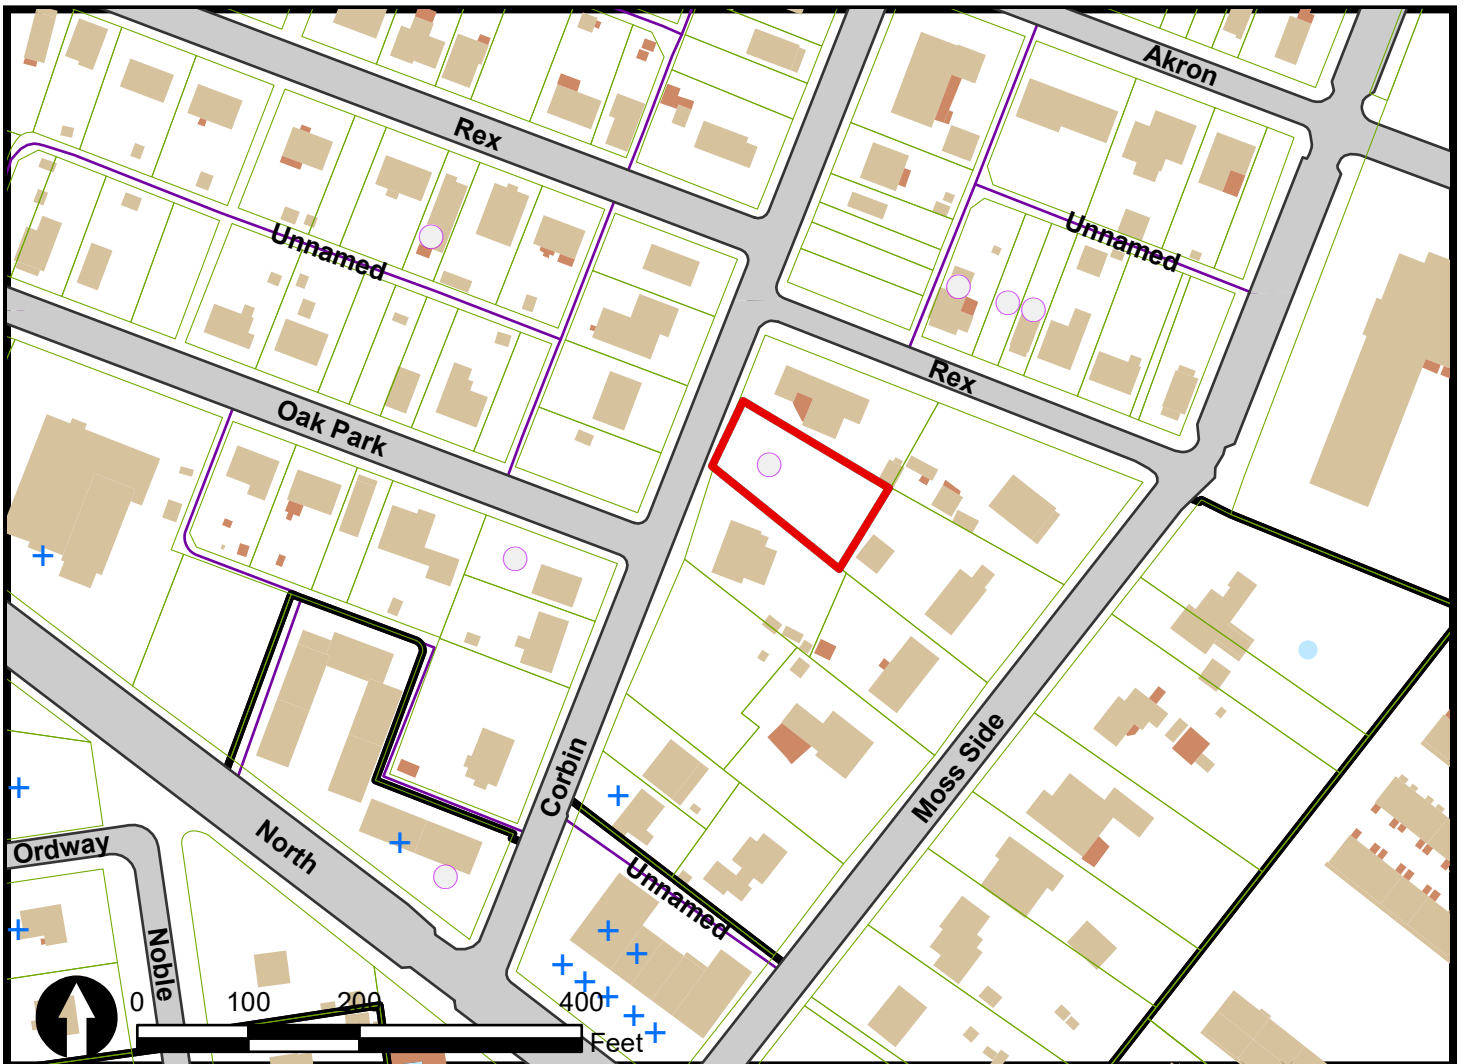 Akron
Rex
Unnamed
Unnamed
Rex
Oak Park
Moss Side
Corbin
North
Ordway
Unnamed
Noble
0 100 200 400
Feet